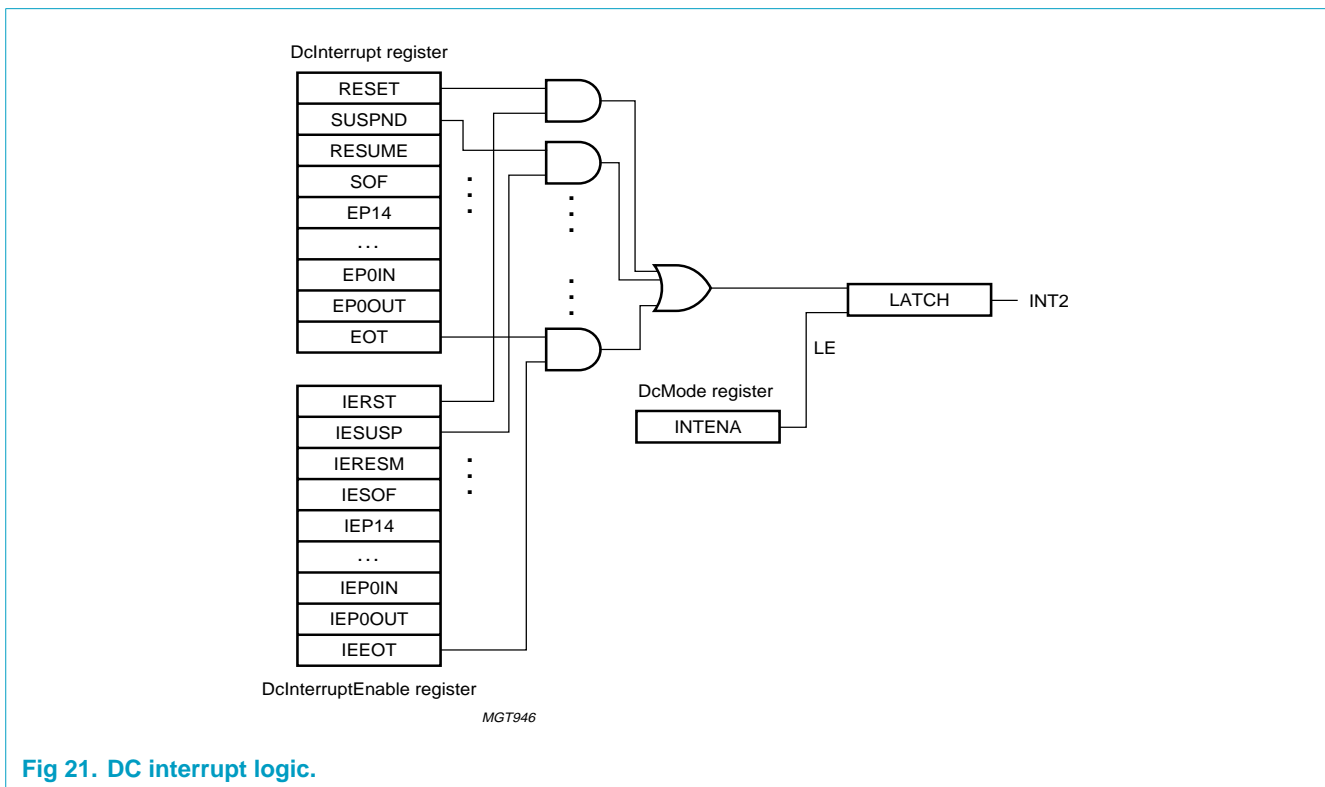 DcInterrupt register
RESET
SUSPND
RESUME
SOF
EP14
...
EP0IN
EP0OUT
EOT
IERST
IESUSP
IERESM
IESOF
IEP14
...
IEP0IN
IEP0OUT
IEEOT
DcInterruptEnable register
LATCH
INT2
LE
DcMode register
INTENA
MGT946
Fig 21. DC interrupt logic.